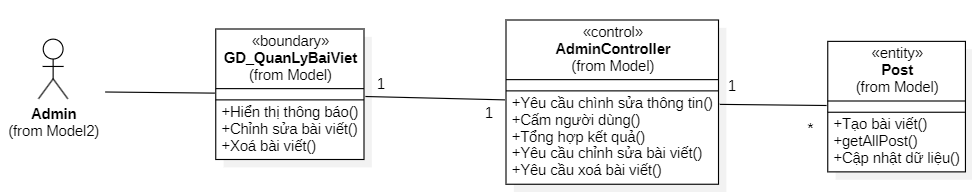 Admin
(from Model2)
«boundary»
GD_QuanLyBaiViet
(from Model)
+Hiển thị thông báo()
+Chỉnh sửa bài viết()
+Xoá bài viết()
1
1
«control»
AdminController
(from Model)
+Yêu cầu chình sửa thông tin()
+Cấm người dùng()
+Tổng hợp kết quả()
+Yêu cầu chỉnh sửa bài viết()
+Yêu cầu xoá bài viết()
1
*
«entity»
Post
(from Model)
+Tạo bài viết()
+getAllPost()
+Cập nhật dữ liệu()